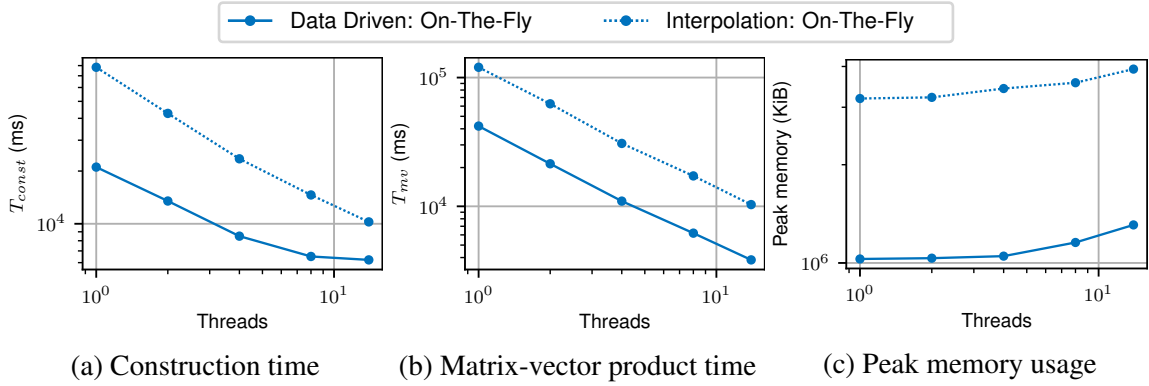 Data Driven: On-The-Fly Interpolation: On-The-Fly
T_const (ms)
10^4
10^0 10^1
Threads
(a) Construction time
T_mv (ms)
10^5
10^4
10^0 10^1
Threads
(b) Matrix-vector product time
Peak memory (KiB)
10^6
10^0 10^1
Threads
(c) Peak memory usage